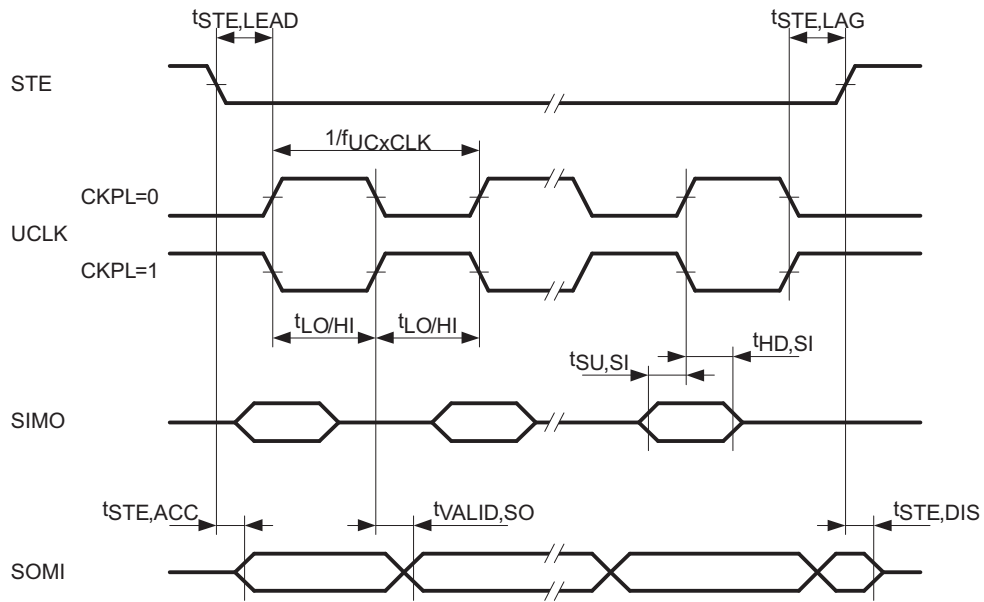 tSTE,LEAD
tSTE,LAG
STE
1/fUCxCLK
CKPL=0
UCLK
CKPL=1
tLO/HI
tLO/HI
tHD,SI
tSU,SI
SIMO
tSTE,ACC
tVALID,SO
tSTE,DIS
SOMI